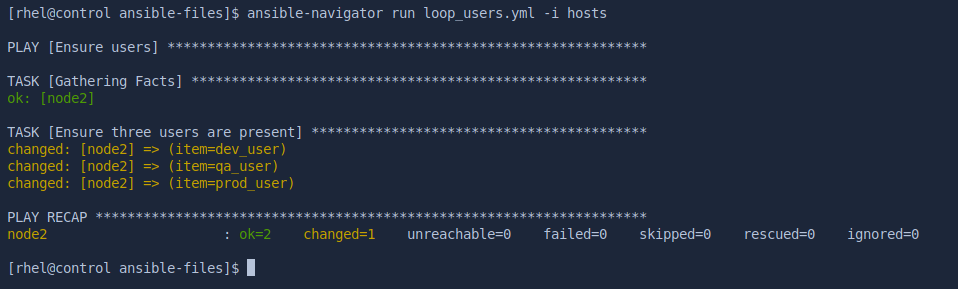 [rhel@control ansible-files]$ ansible-navigator run loop_users.yml -i hosts
PLAY [Ensure users] ************************************************************
TASK [Gathering Facts] *********************************************************
ok: [node2]
TASK [Ensure three users are present] ******************************************
changed: [node2] => (item=dev_user)
changed: [node2] => (item=qa_user)
changed: [node2] => (item=prod_user)
PLAY RECAP *********************************************************************
node2                      : ok=2    changed=1    unreachable=0    failed=0    skipped=0    rescued=0    ignored=0
[rhel@control ansible-files]$